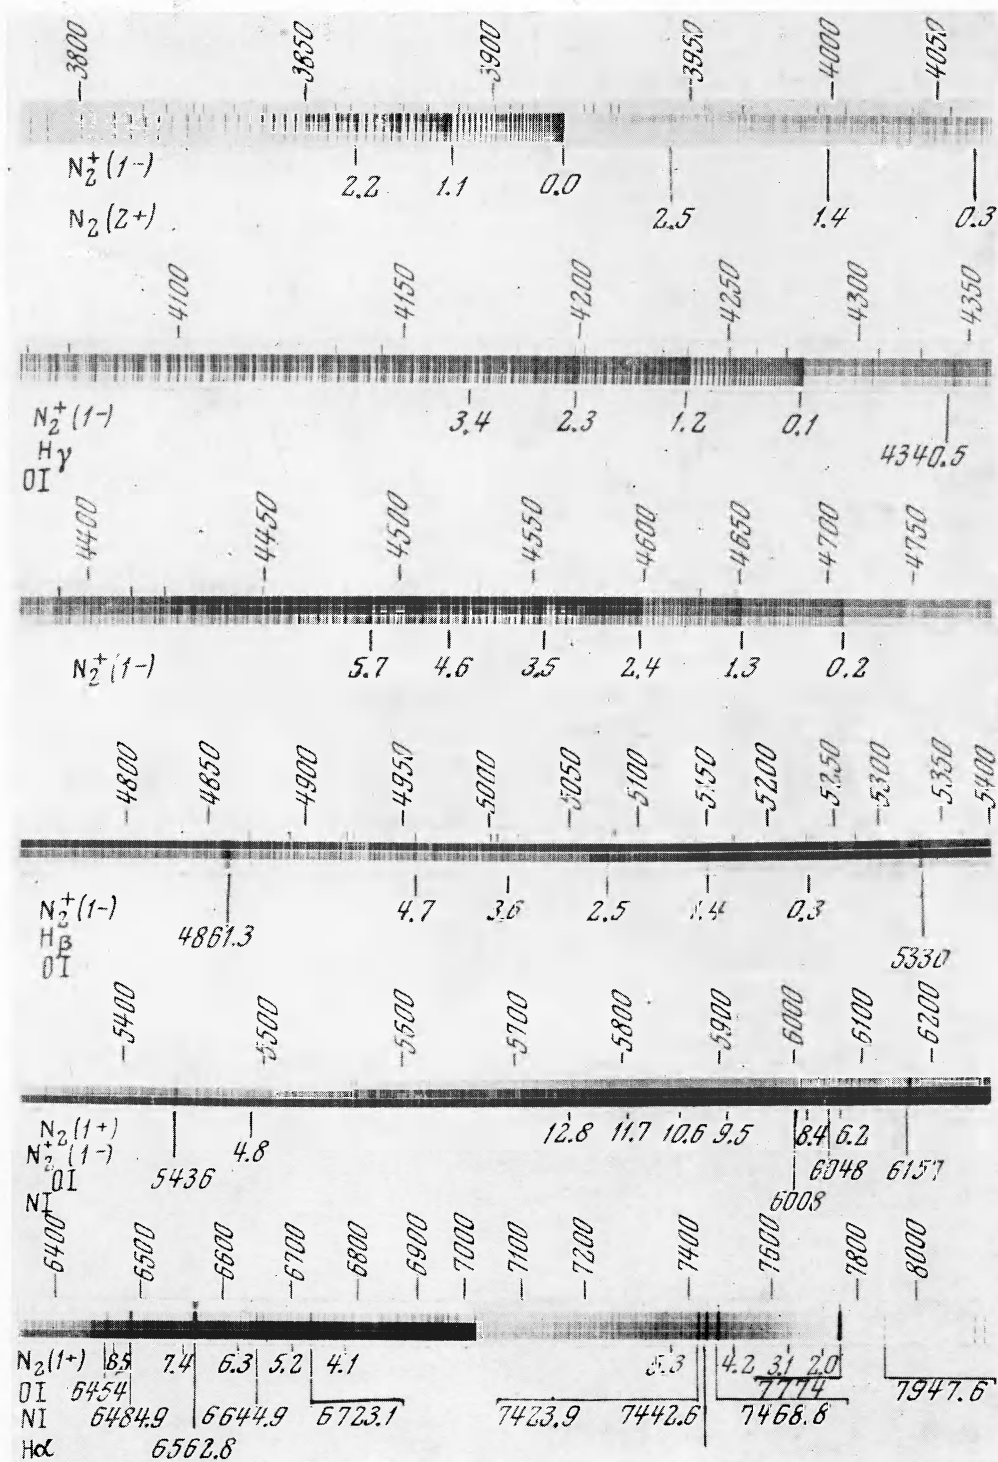 3800 3850 3900 3950 4000 4050
N₂⁺(1-) 2.2 1.1 0.0
N₂(2+) 2.5 1.4 0.3
4100 4150 4200 4250 4300 4350
N₂⁺(1-) 3.4 2.3 1.2 0.1
Hγ 4340.5
OI
4400 4450 4500 4550 4600 4650 4700 4750
N₂⁺(1-) 5.7 4.6 3.5 2.4 1.3 0.2
4800 4850 4900 4950 5000 5050 5100 5150 5200 5250 5300 5350 5400
N₂⁺(1-) 4.7 3.6 2.5 1.4 0.3
Hβ 4861.3
OI 5330
5400 5500 5600 5700 5800 5900 6000 6100 6200
N₂(1+) 12.8 11.7 10.6 9.5 8.4 6.2
N₂⁺(1-) 4.8
OI 5436 6048 6157
NI 6008
6400 6500 6600 6700 6800 6900 7000 7100 7200 7400 7600 7800 8000
N₂(1+) 8.5 7.4 6.3 5.2 4.1 5.3 4.2 3.1 2.0
OI 6454 7774 7947.6
NI 6484.9 6644.9 6723.1 7423.9 7442.6 7468.8
Hα 6562.8